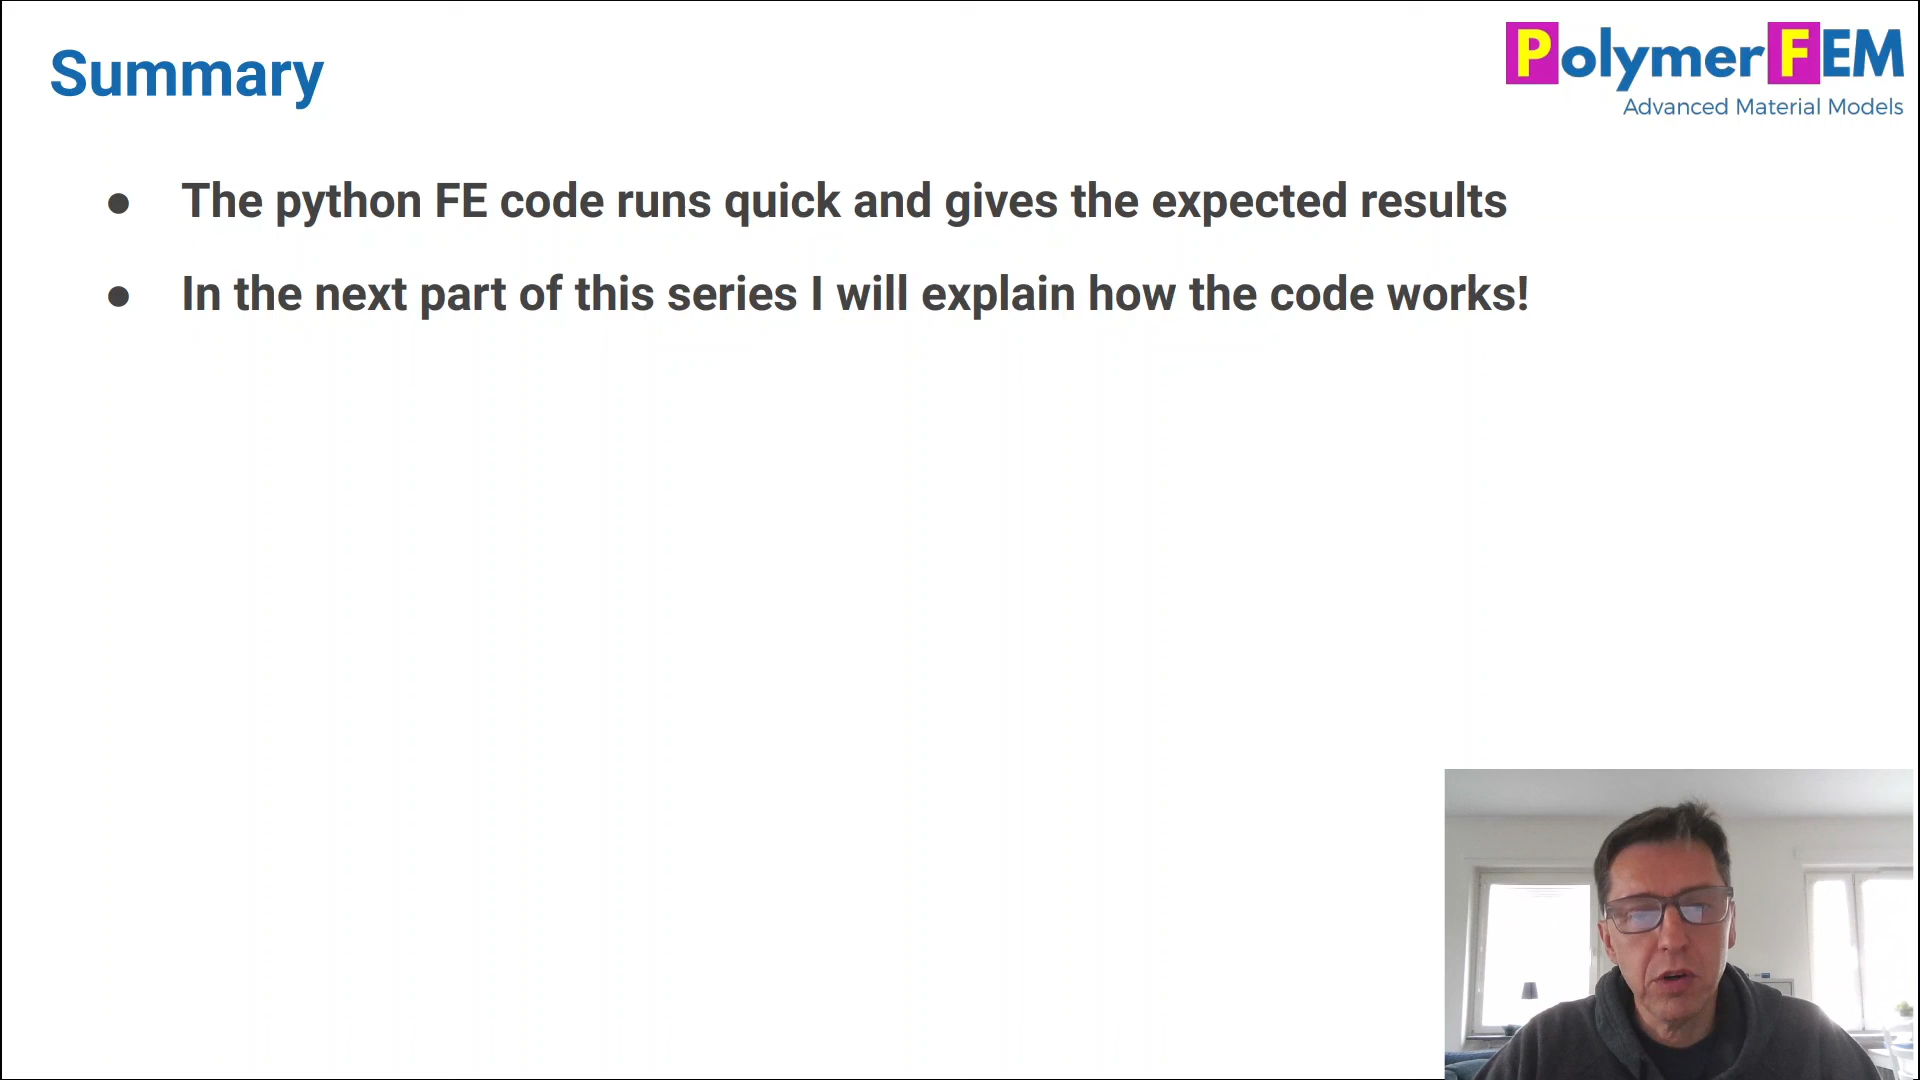 Summary
PolymerFEM
Advanced Material Models
● The python FE code runs quick and gives the expected results
● In the next part of this series I will explain how the code works!